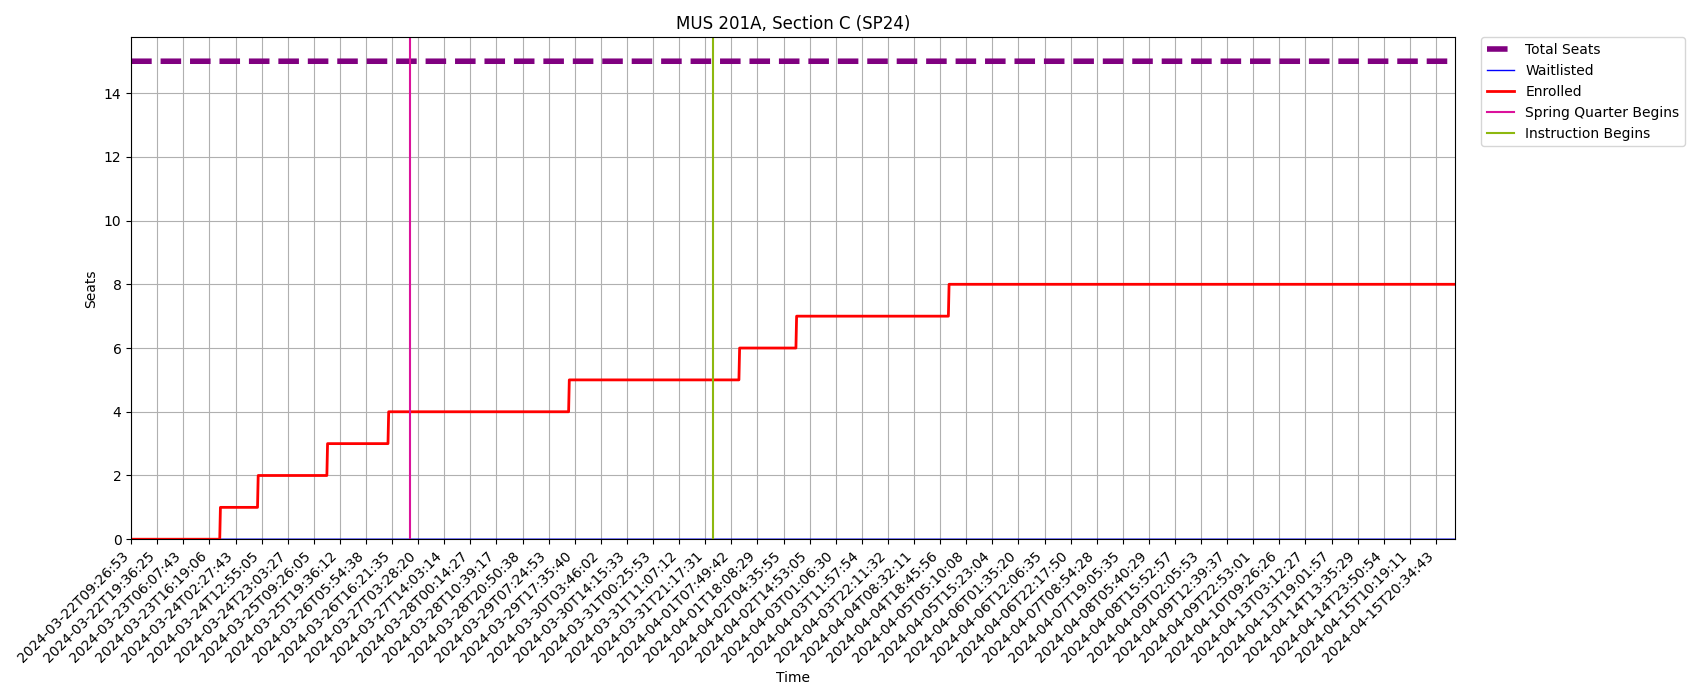 MUS 201A, Section C (SP24)
Total Seats
Waitlisted
Enrolled
Spring Quarter Begins
Instruction Begins
14
12
10
8
6
4
2
0
Seats
2024-03-22T09:26:53
2024-03-22T19:36:25
2024-03-23T06:07:43
2024-03-23T16:19:06
2024-03-24T02:27:43
2024-03-24T12:55:05
2024-03-24T23:03:27
2024-03-25T09:26:05
2024-03-25T19:36:12
2024-03-26T05:54:38
2024-03-26T16:21:35
2024-03-27T03:28:20
2024-03-27T14:03:14
2024-03-28T00:14:27
2024-03-28T10:39:17
2024-03-28T20:50:38
2024-03-29T07:24:53
2024-03-29T17:35:40
2024-03-30T03:46:02
2024-03-30T14:15:33
2024-03-31T00:25:53
2024-03-31T11:07:12
2024-03-31T21:17:31
2024-04-01T07:49:42
2024-04-01T18:08:29
2024-04-02T04:35:55
2024-04-02T14:53:05
2024-04-03T01:06:30
2024-04-03T11:57:54
2024-04-03T22:11:32
2024-04-04T08:32:11
2024-04-04T18:45:56
2024-04-05T05:10:08
2024-04-05T15:23:04
2024-04-06T01:35:20
2024-04-06T12:06:35
2024-04-06T22:17:50
2024-04-07T08:54:28
2024-04-07T19:05:35
2024-04-08T05:40:29
2024-04-08T15:52:57
2024-04-09T02:05:53
2024-04-09T12:39:37
2024-04-09T22:53:01
2024-04-10T09:26:26
2024-04-13T03:12:27
2024-04-13T19:01:57
2024-04-14T13:35:29
2024-04-14T23:50:54
2024-04-15T10:19:11
2024-04-15T20:34:43
Time